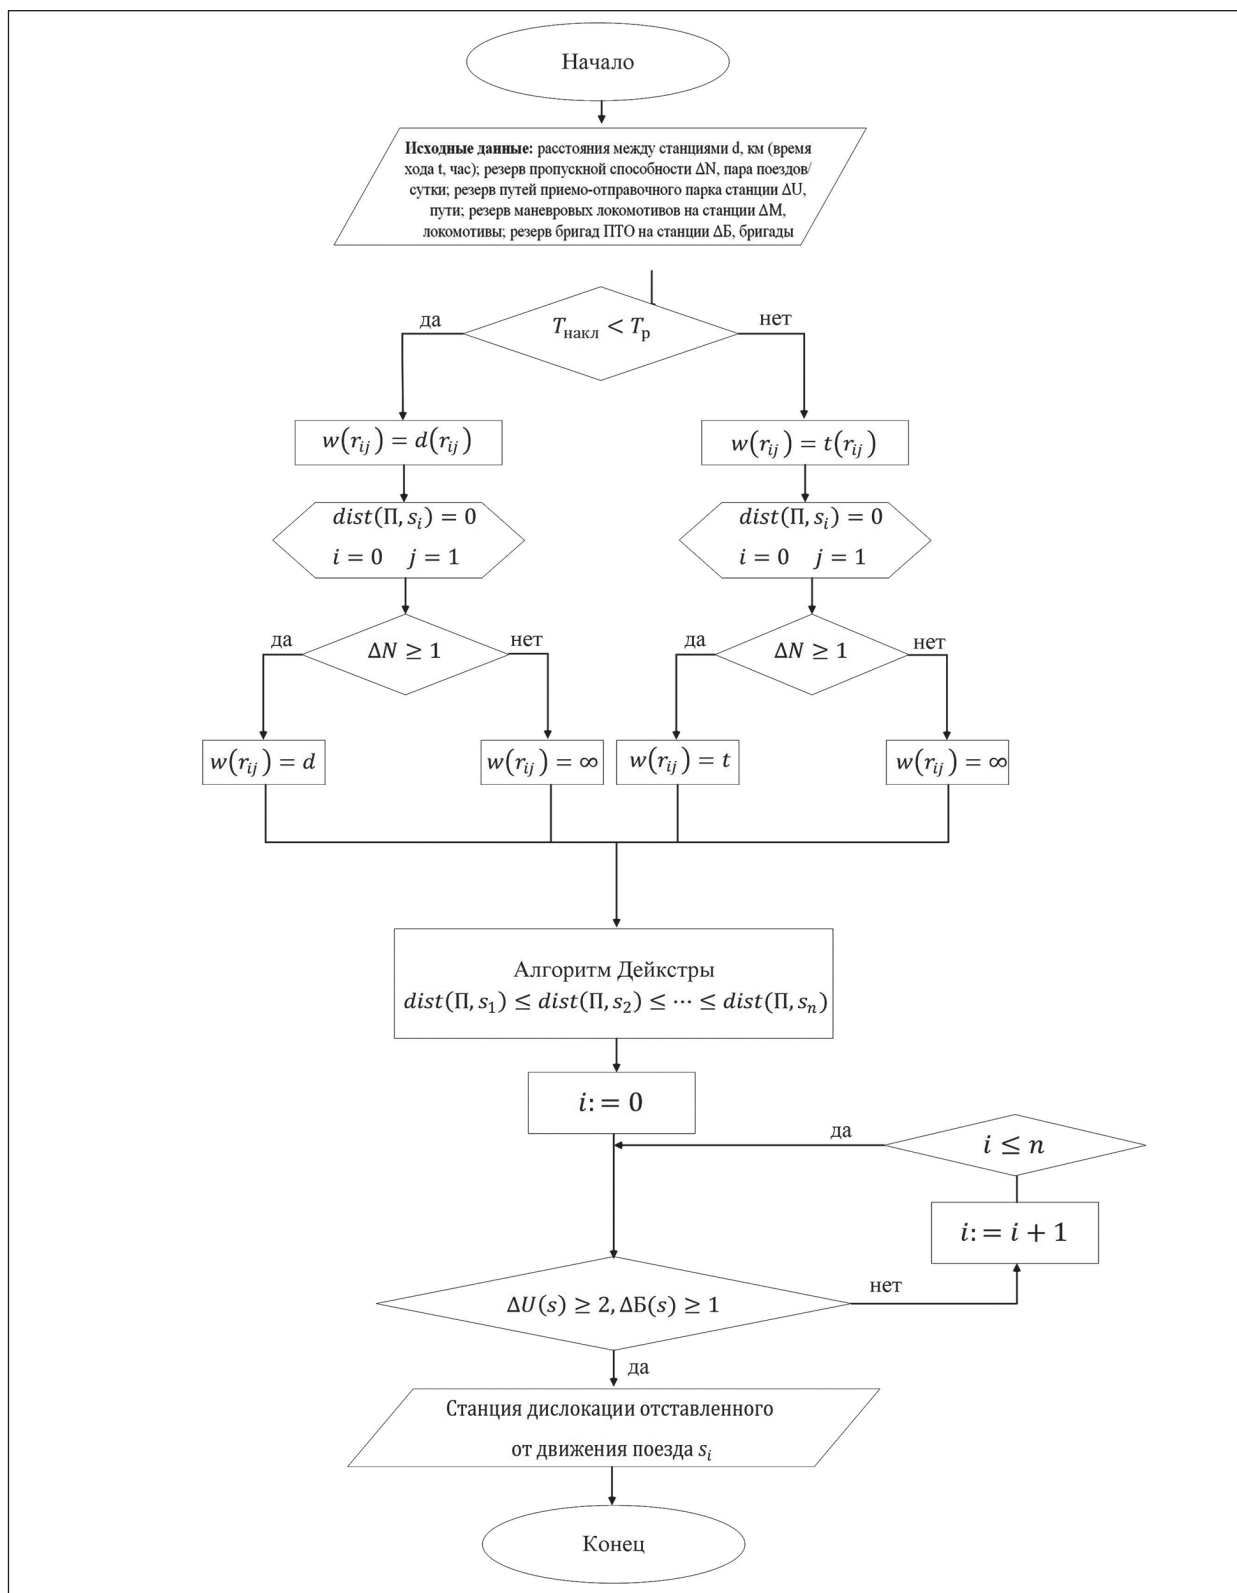 Начало
Исходные данные: расстояния между станциями d, км (время
хода t, час); резерв пропускной способности ΔN, пара поездов/
сутки; резерв путей приемо-отправочного парка станции ΔU,
пути; резерв маневровых локомотивов на станции ΔМ,
локомотивы; резерв бригад ПТО на станции ΔБ, бригады
да
T_накл < T_р
нет
w(r_ij) = d(r_ij)
w(r_ij) = t(r_ij)
dist(П, s_i) = 0
i = 0 j = 1
dist(П, s_i) = 0
i = 0 j = 1
да
ΔN ≥ 1
нет
да
ΔN ≥ 1
нет
w(r_ij) = d
w(r_ij) = ∞
w(r_ij) = t
w(r_ij) = ∞
Алгоритм Дейкстры
dist(П, s_1) ≤ dist(П, s_2) ≤ ⋯ ≤ dist(П, s_n)
i: = 0
да
i ≤ n
i: = i + 1
ΔU(s) ≥ 2, ΔБ(s) ≥ 1
нет
да
Станция дислокации отставленного
от движения поезда s_i
Конец